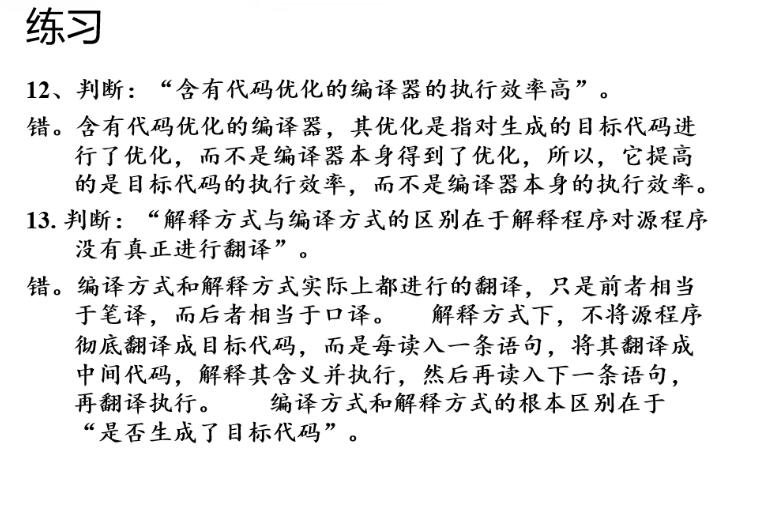 练习
12、判断：“含有代码优化的编译器的执行效率高”。
错。含有代码优化的编译器，其优化是指对生成的目标代码进
行了优化，而不是编译器本身得到了优化，所以，它提高
的是目标代码的执行效率，而不是编译器本身的执行效率。
13. 判断：“解释方式与编译方式的区别在于解释程序对源程序
没有真正进行翻译”。
错。编译方式和解释方式实际上都进行的翻译，只是前者相当
于笔译，而后者相当于口译。 解释方式下，不将源程序
彻底翻译成目标代码，而是每读入一条语句，将其翻译成
中间代码，解释其含义并执行，然后再读入下一条语句，
再翻译执行。 编译方式和解释方式的根本区别在于
“是否生成了目标代码”。